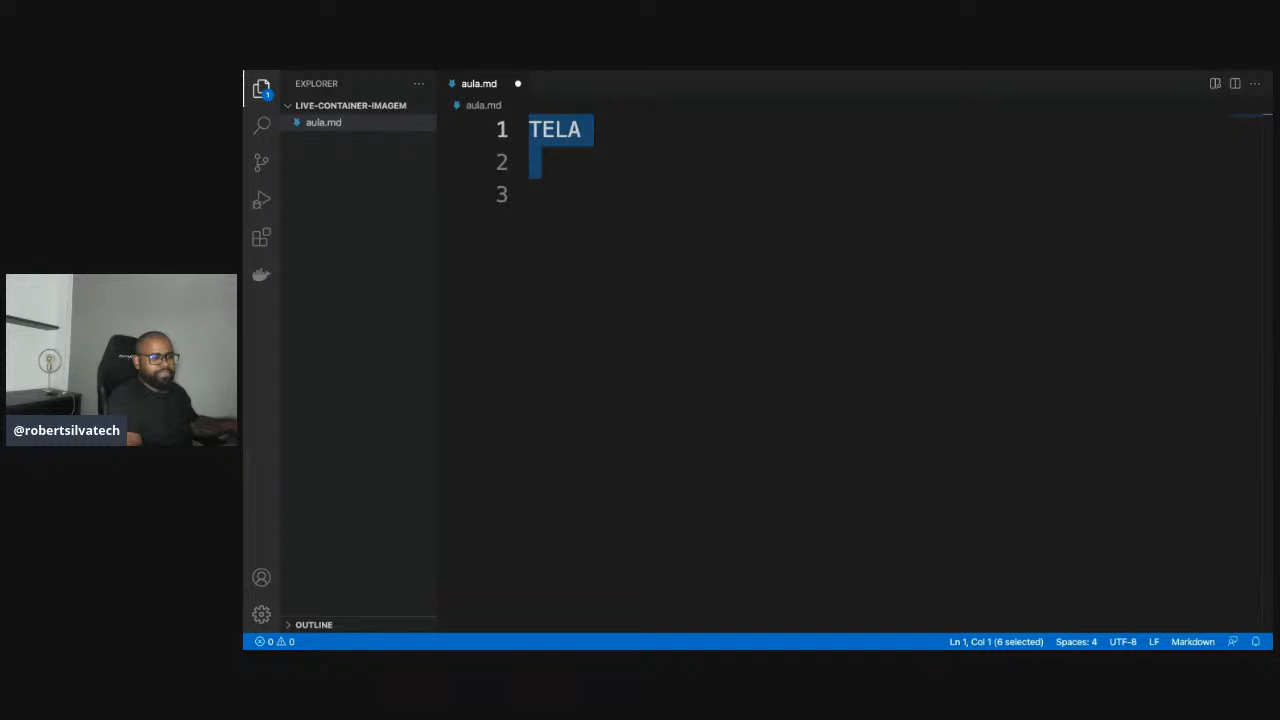 EXPLORER
aula.md
LIVE-CONTAINER-IMAGEM
aula.md
aula.md
1
TELA
1
2
3
@robertsilvatech
OUTLINE
0 0
Ln 1, Col 1 (6 selected) Spaces: 4 UTF-8 LF Markdown